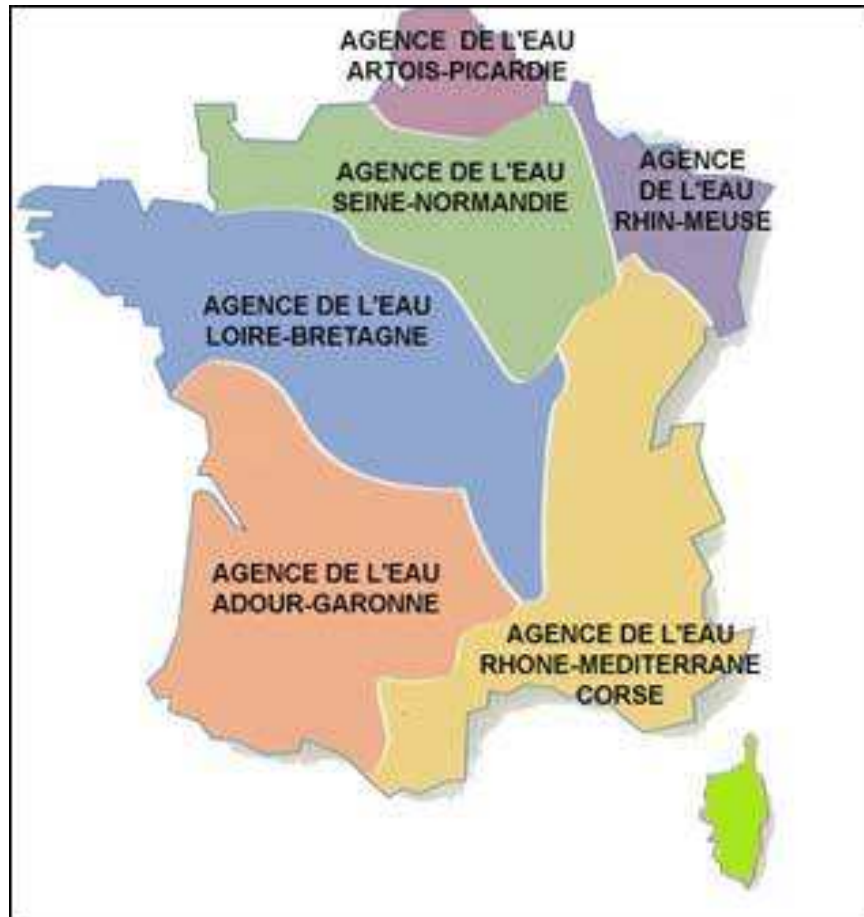 AGENCE DE L'EAU
ARTOIS-PICARDIE
AGENCE DE L'EAU
SEINE-NORMANDIE
AGENCE
DE L'EAU
RHIN-MEUSE
AGENCE DE L'EAU
LOIRE-BRETAGNE
AGENCE DE L'EAU
ADOUR-GARONNE
AGENCE DE L'EAU
RHONE-MEDITERRANE
CORSE